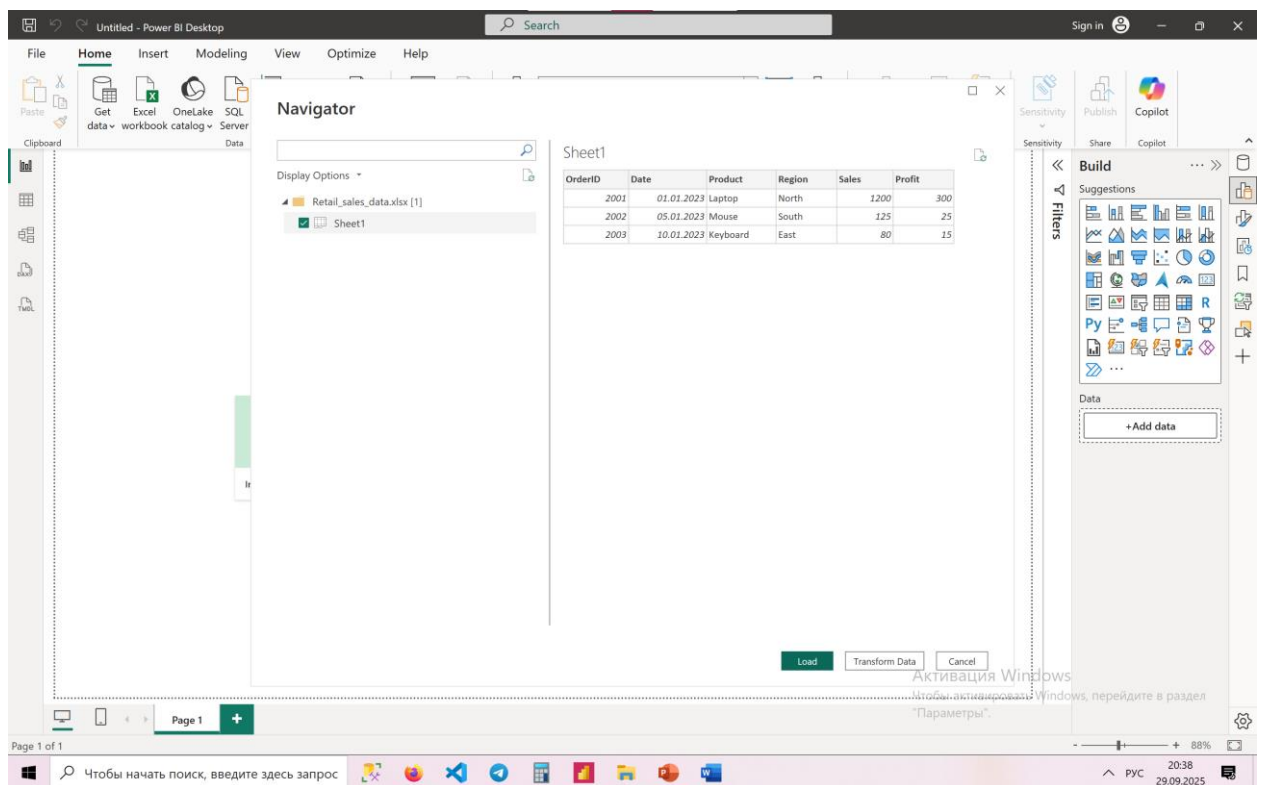 Untitled - Power BI Desktop
Search
Sign in
File Home Insert Modeling View Optimize Help
Paste
Get data
Excel workbook
OneLake catalog
SQL Server
Sensitivity
Publish
Copilot
Clipboard
Data
Sensitivity
Share
Copilot
Navigator
Display Options
Retail_sales_data.xlsx [1]
Sheet1
Sheet1
OrderID Date Product Region Sales Profit
2001 01.01.2023 Laptop North 1200 300
2002 05.01.2023 Mouse South 125 25
2003 10.01.2023 Keyboard East 80 15
Load Transform Data Cancel
Filters
Build
Suggestions
123
R
Py
Data
+Add data
TMDL
Активация Windows
Чтобы активировать Windows, перейдите в раздел
"Параметры".
Page 1
Page 1 of 1
88%
Чтобы начать поиск, введите здесь запрос
РУС
20:38
29.09.2025